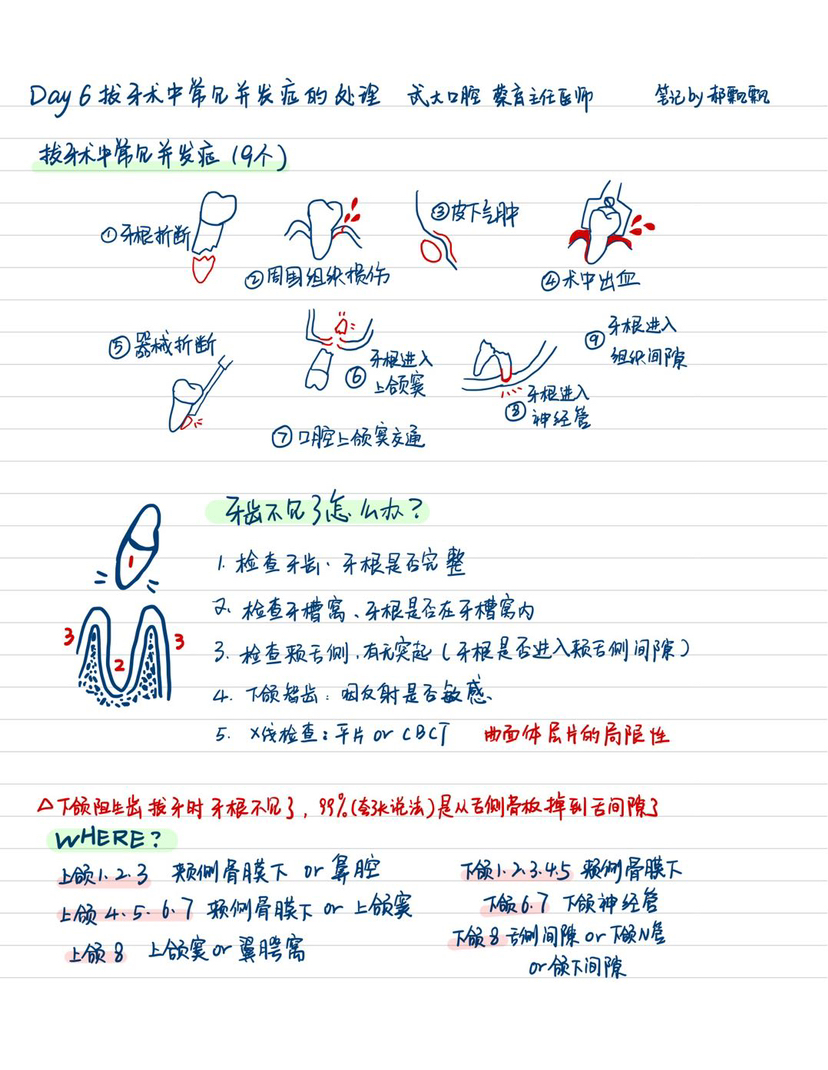 Day 6 拔牙术中常见并发症的处理 武大口腔 蔡育主任医师 笔记by郝飘飘
拔牙术中常见并发症(9个)
①牙根折断
②周围组织损伤
③皮下气肿
④术中出血
⑤器械折断
⑥牙根进入
上颌窦
⑦口腔上颌窦交通
⑧牙根进入
神经管
⑨牙根进入
组织间隙
牙齿不见了怎么办?
1. 检查牙齿、牙根是否完整
2. 检查牙槽窝、牙根是否在牙槽窝内
3. 检查颊舌侧,有无突起(牙根是否进入颊舌侧间隙)
4. 下颌智齿:咽反射是否敏感
5. X线检查:平片 or CBCT 曲面体层片的局限性
1
3 2 3
△下颌阻生齿拔牙时牙根不见了,99%(夸张说法)是从舌侧骨板掉到舌间隙了
WHERE?
上颌1.2.3 颊侧骨膜下 or 鼻腔
上颌4.5.6.7 颊侧骨膜下 or 上颌窦
上颌8 上颌窦or翼腭窝
下颌1.2.3.4.5 颊侧骨膜下
下颌6.7 下颌神经管
下颌8 舌侧间隙 or 下颌N管
or颌下间隙